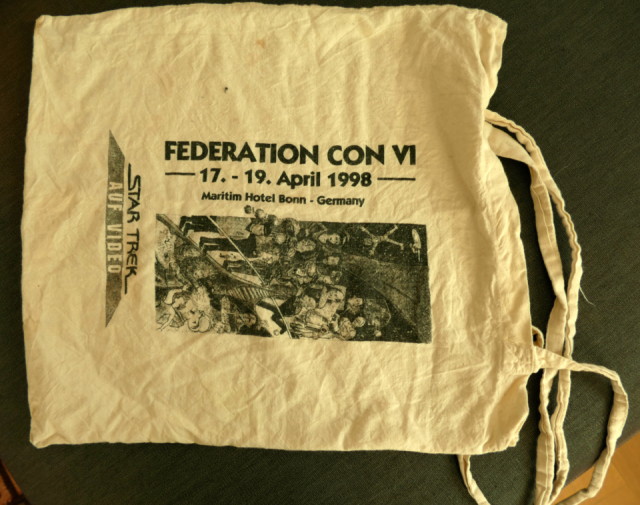 FEDERATION CON VI
17. - 19. April 1998
Maritim Hotel Bonn - Germany
STAR TREK
AUF VIDEO